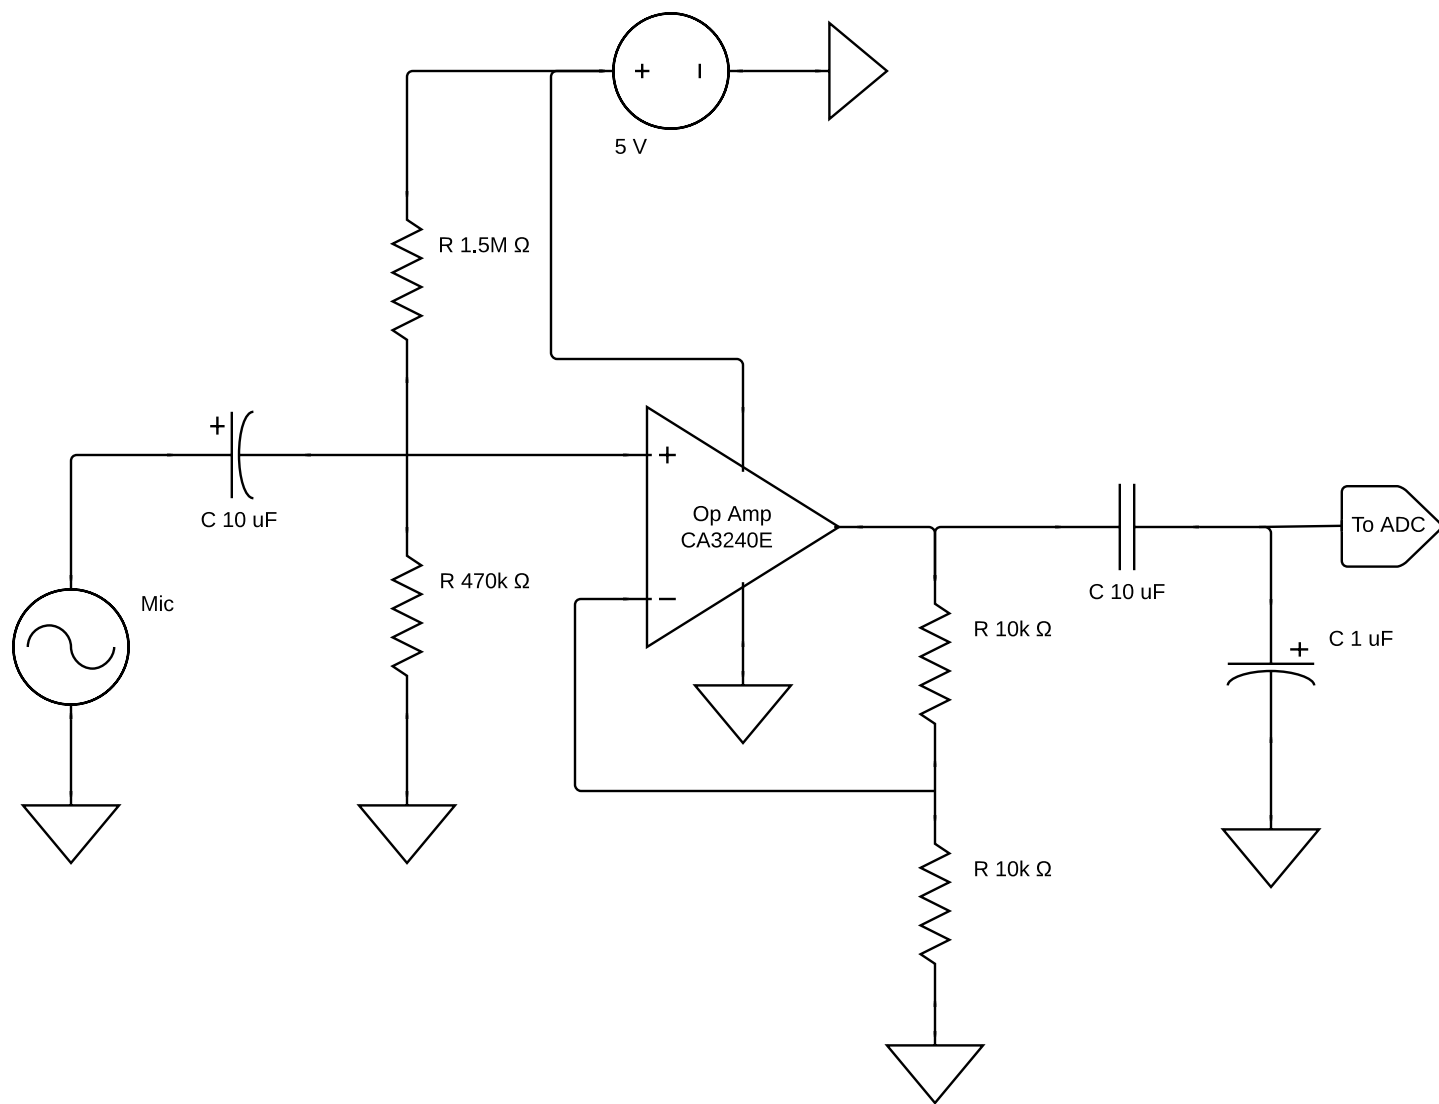 + −
5 V
R 1.5M Ω
+
C 10 uF
+
Op Amp
CA3240E
−
To ADC
C 10 uF
R 470k Ω
Mic
R 10k Ω
+
C 1 uF
R 10k Ω